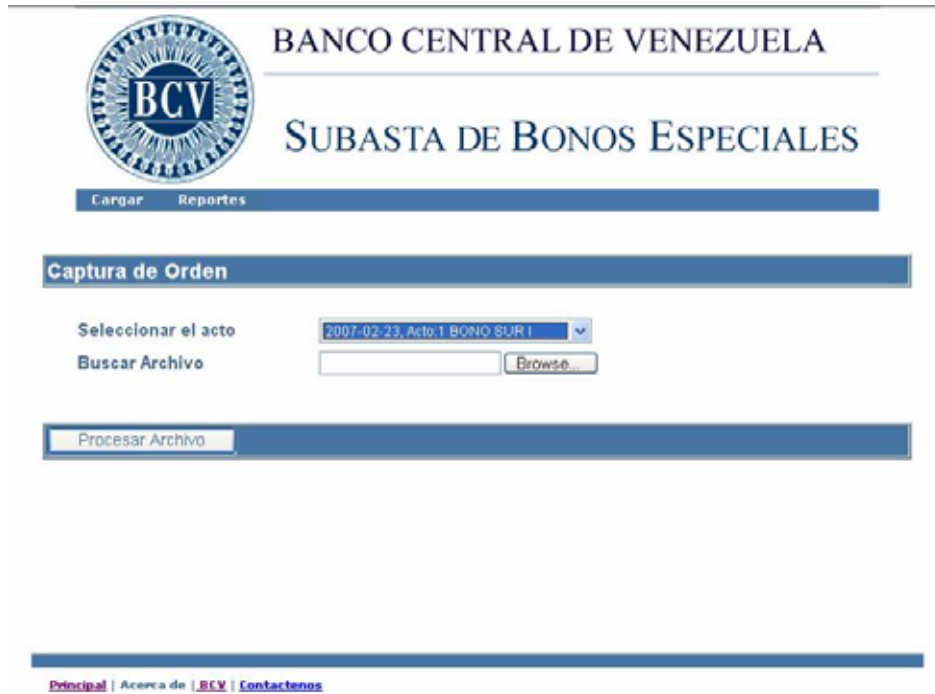 BANCO CENTRAL DE VENEZUELA
BCV
SUBASTA DE BONOS ESPECIALES
Cargar Reportes
Captura de Orden
Seleccionar el acto 2007-02-23, Acto:1 BONO SUR I
Buscar Archivo Browse...
Procesar Archivo
Principal | Acerca de | BCV | Contactenos